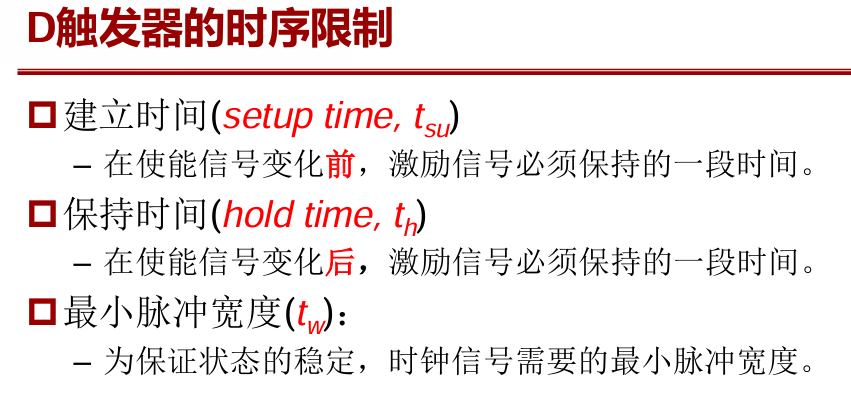 D触发器的时序限制
建立时间(setup time, tsu)
– 在使能信号变化前，激励信号必须保持的一段时间。
保持时间(hold time, th)
– 在使能信号变化后，激励信号必须保持的一段时间。
最小脉冲宽度(tw)：
– 为保证状态的稳定，时钟信号需要的最小脉冲宽度。